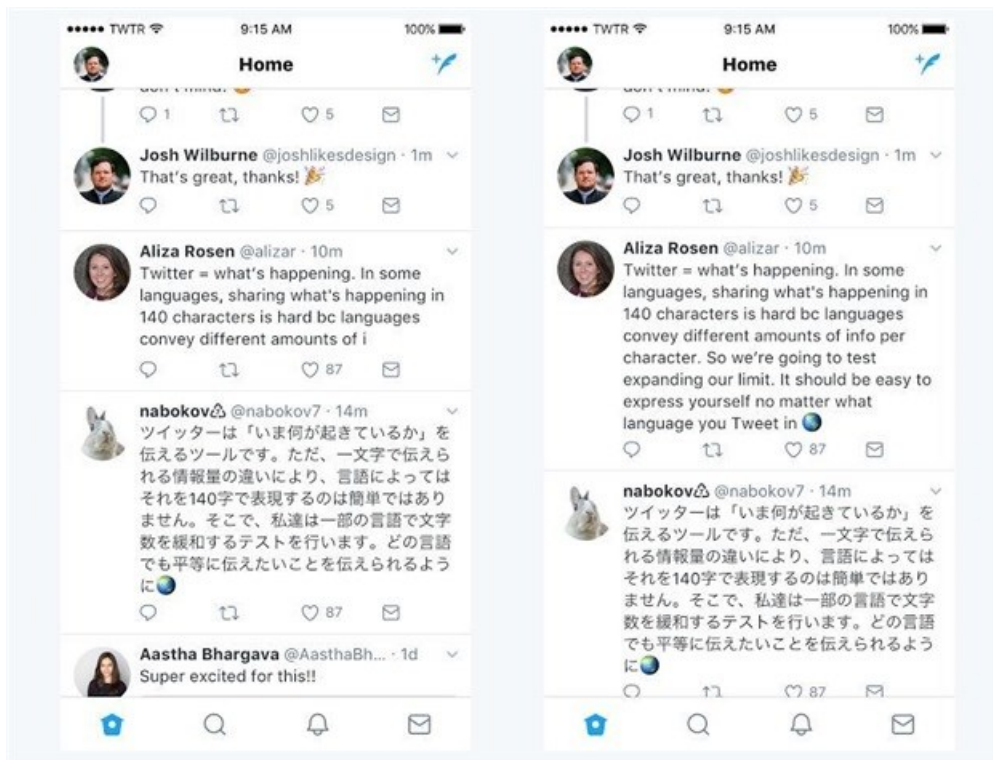 TWTR 9:15 AM 100%
Home
don't mind!
1 5
Josh Wilburne @joshlikesdesign · 1m
That's great, thanks! 🎉
5
Aliza Rosen @alizar · 10m
Twitter = what's happening. In some
languages, sharing what's happening in
140 characters is hard bc languages
convey different amounts of i
87
nabokov @nabokov7 · 14m
ツイッターは「いま何が起きているか」を
伝えるツールです。ただ、一文字で伝えら
れる情報量の違いにより、言語によっては
それを140字で表現するのは簡単ではあり
ません。そこで、私達は一部の言語で文字
数を緩和するテストを行います。どの言語
でも平等に伝えたいことを伝えられるよう
に🌏
87
Aastha Bhargava @AasthaBh... · 1d
Super excited for this!!
TWTR 9:15 AM 100%
Home
don't mind!
1 5
Josh Wilburne @joshlikesdesign · 1m
That's great, thanks! 🎉
5
Aliza Rosen @alizar · 10m
Twitter = what's happening. In some
languages, sharing what's happening in
140 characters is hard bc languages
convey different amounts of info per
character. So we're going to test
expanding our limit. It should be easy to
express yourself no matter what
language you Tweet in 🌏
87
nabokov @nabokov7 · 14m
ツイッターは「いま何が起きているか」を
伝えるツールです。ただ、一文字で伝えら
れる情報量の違いにより、言語によっては
それを140字で表現するのは簡単ではあり
ません。そこで、私達は一部の言語で文字
数を緩和するテストを行います。どの言語
でも平等に伝えたいことを伝えられるよう
に🌏
87